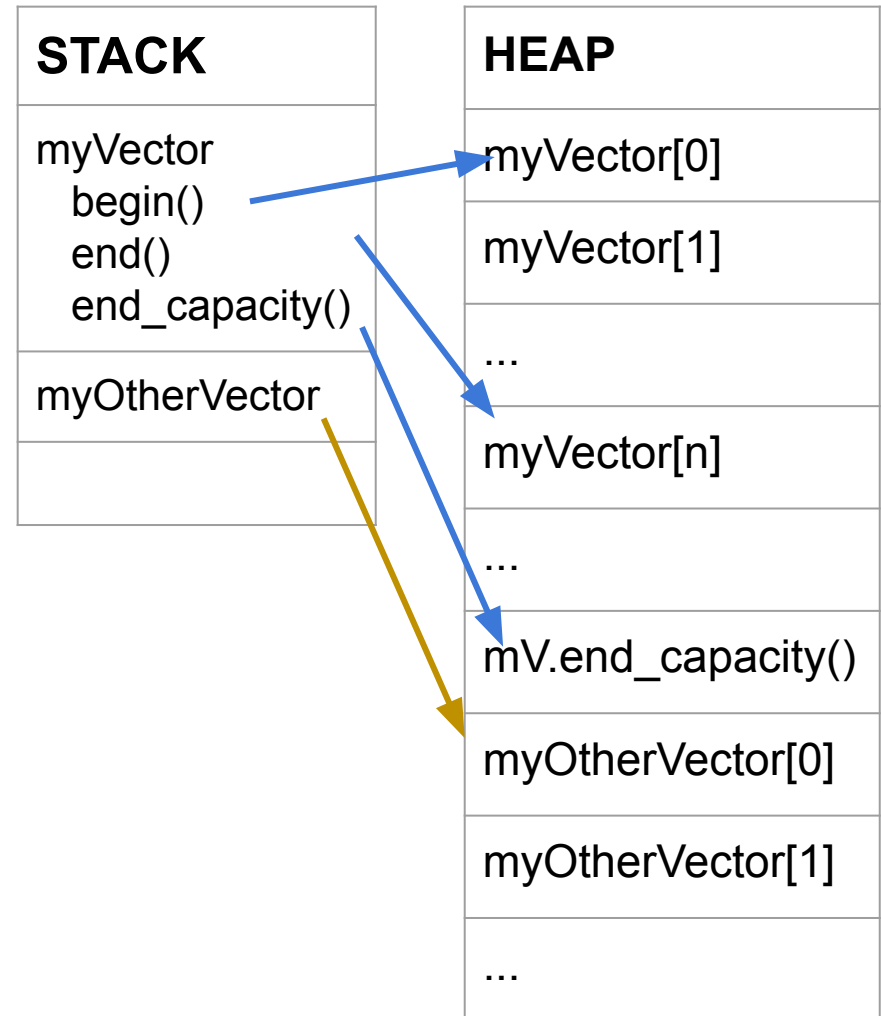 STACK
myVector
begin()
end()
end_capacity()
myOtherVector
HEAP
myVector[0]
myVector[1]
...
myVector[n]
...
mV.end_capacity()
myOtherVector[0]
myOtherVector[1]
...